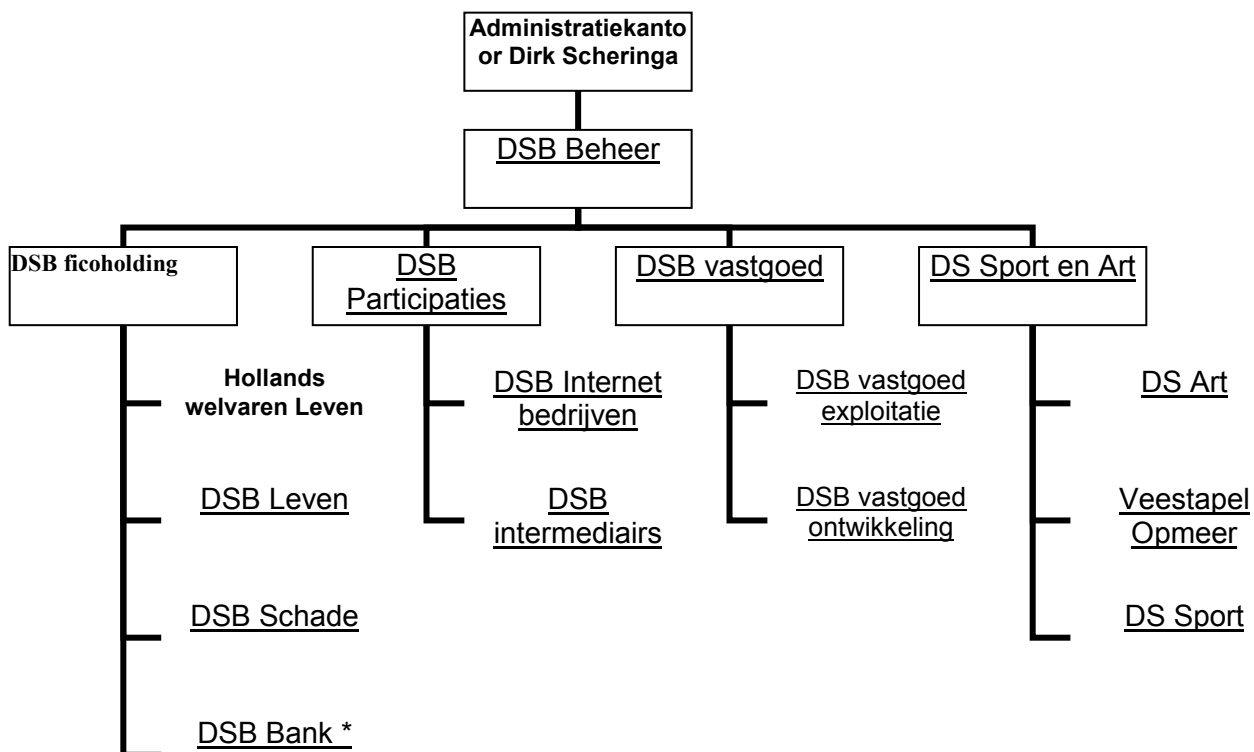 Administratiekanto
or Dirk Scheringa
DSB Beheer
DSB ficoholding
DSB
Participaties
DSB vastgoed
DS Sport en Art
Hollands
welvaren Leven
DSB Internet
bedrijven
DSB vastgoed
exploitatie
DS Art
DSB Leven
DSB
intermediairs
DSB vastgoed
ontwikkeling
Veestapel
Opmeer
DSB Schade
DS Sport
DSB Bank *